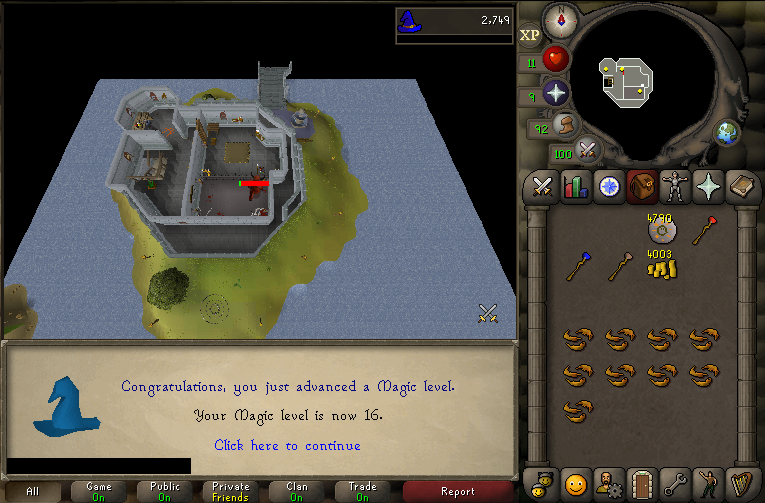 2,749
N
XP
11
9
92
100
4790
4003
Congratulations, you just advanced a Magic level.
Your Magic level is now 16.
Click here to continue
All
Game
On
Public
On
Private
Friends
Clan
On
Trade
On
Report